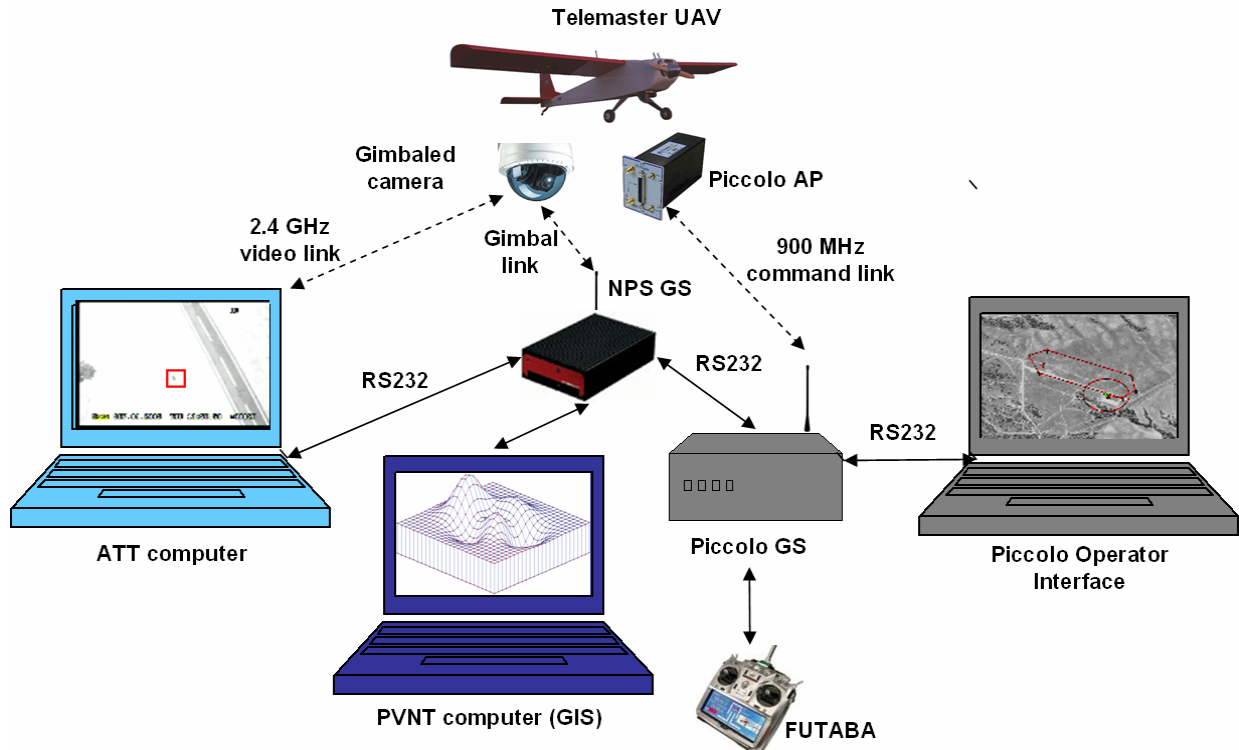 Telemaster UAV
Gimbaled
camera
Piccolo AP
2.4 GHz
video link
Gimbal
link
900 MHz
command link
NPS GS
RS232
RS232
RS232
ATT computer
Piccolo GS
Piccolo Operator
Interface
PVNT computer (GIS)
FUTABA